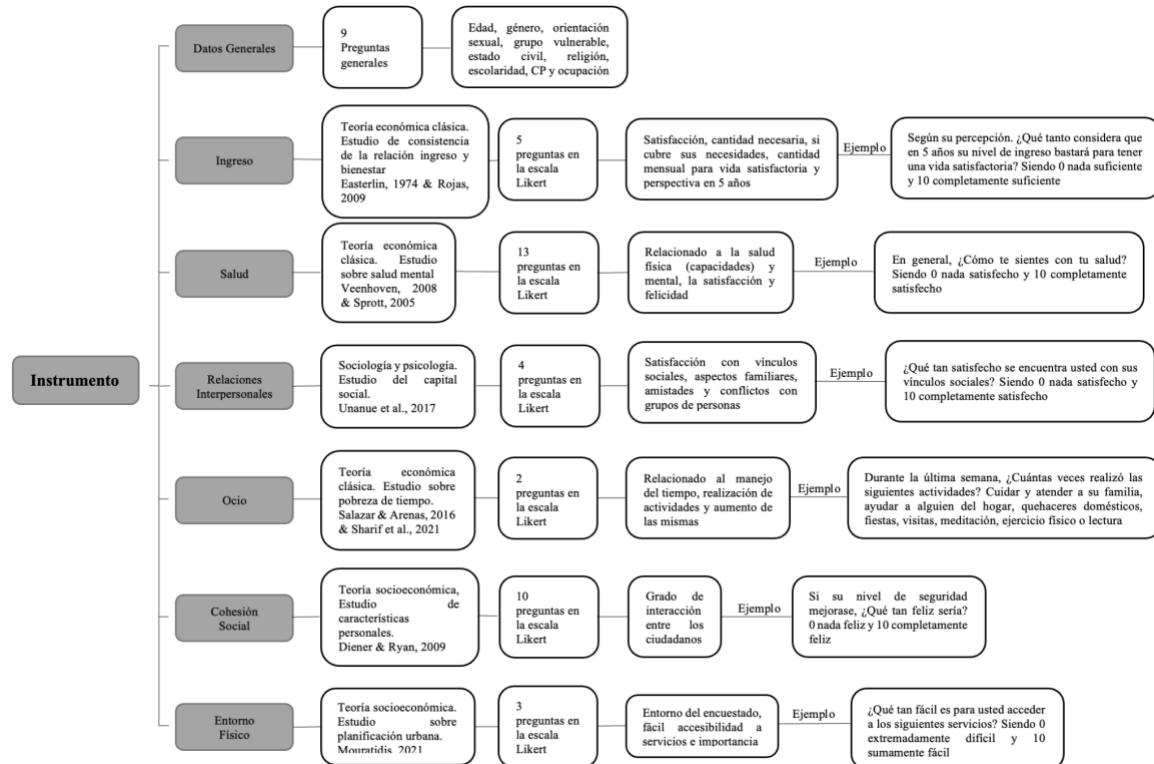 Instrumento
Datos Generales
9
Preguntas
generales
Edad, género, orientación
sexual, grupo vulnerable,
estado civil, religión,
escolaridad, CP y ocupación
Ingreso
Teoría económica clásica.
Estudio de consistencia
de la relación ingreso y
bienestar
Easterlin, 1974 & Rojas,
2009
5
preguntas en
la escala
Likert
Satisfacción, cantidad necesaria, si
cubre sus necesidades, cantidad
mensual para vida satisfactoria y
perspectiva en 5 años
Ejemplo
Según su percepción. ¿Qué tanto considera que
en 5 años su nivel de ingreso bastará para tener
una vida satisfactoria? Siendo 0 nada suficiente
y 10 completamente suficiente
Salud
Teoría económica
clásica. Estudio
sobre salud mental
Veenhoven, 2008
& Sprott, 2005
13
preguntas en
la escala
Likert
Relacionado a la salud
física (capacidades) y
mental, la satisfacción y
felicidad
Ejemplo
En general, ¿Cómo te sientes con tu salud?
Siendo 0 nada satisfecho y 10 completamente
satisfecho
Relaciones
Interpersonales
Sociología y psicología.
Estudio del capital
social.
Unanue et al., 2017
4
preguntas en
la escala
Likert
Satisfacción con vínculos
sociales, aspectos familiares,
amistades y conflictos con
grupos de personas
Ejemplo
¿Qué tan satisfecho se encuentra usted con sus
vínculos sociales? Siendo 0 nada satisfecho y
10 completamente satisfecho
Ocio
Teoría económica
clásica. Estudio sobre
pobreza de tiempo.
Salazar & Arenas, 2016
& Sharif et al., 2021
2
preguntas en
la escala
Likert
Relacionado al manejo
del tiempo, realización de
actividades y aumento de
las mismas
Ejemplo
Durante la última semana, ¿Cuántas veces realizó las
siguientes actividades? Cuidar y atender a su familia,
ayudar a alguien del hogar, quehaceres domésticos,
fiestas, visitas, meditación, ejercicio físico o lectura
Cohesión
Social
Teoría socioeconómica,
Estudio de
características
personales.
Diener & Ryan, 2009
10
preguntas en
la escala
Likert
Grado de
interacción
entre los
ciudadanos
Ejemplo
Si su nivel de seguridad
mejorase, ¿Qué tan feliz sería?
0 nada feliz y 10 completamente
feliz
Entorno
Físico
Teoría socioeconómica.
Estudio sobre
planificación urbana.
Mouratidis, 2021
3
preguntas en
la escala
Likert
Entorno del encuestado,
fácil accesibilidad a
servicios e importancia
Ejemplo
¿Qué tan fácil es para usted acceder
a los siguientes servicios? Siendo 0
extremadamente difícil y 10
sumamente fácil